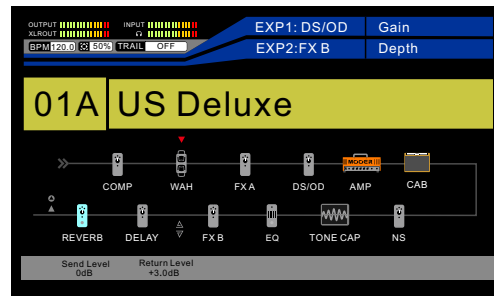 OUTPUT INPUT
XLROUT
BPM 120.0 50% TRAIL OFF
EXP1: DS/OD Gain
EXP2:FX B Depth
01A US Deluxe
MOOER
COMP WAH FX A DS/OD AMP CAB
REVERB DELAY FX B EQ TONE CAP NS
Send Level Return Level
0dB +3.0dB